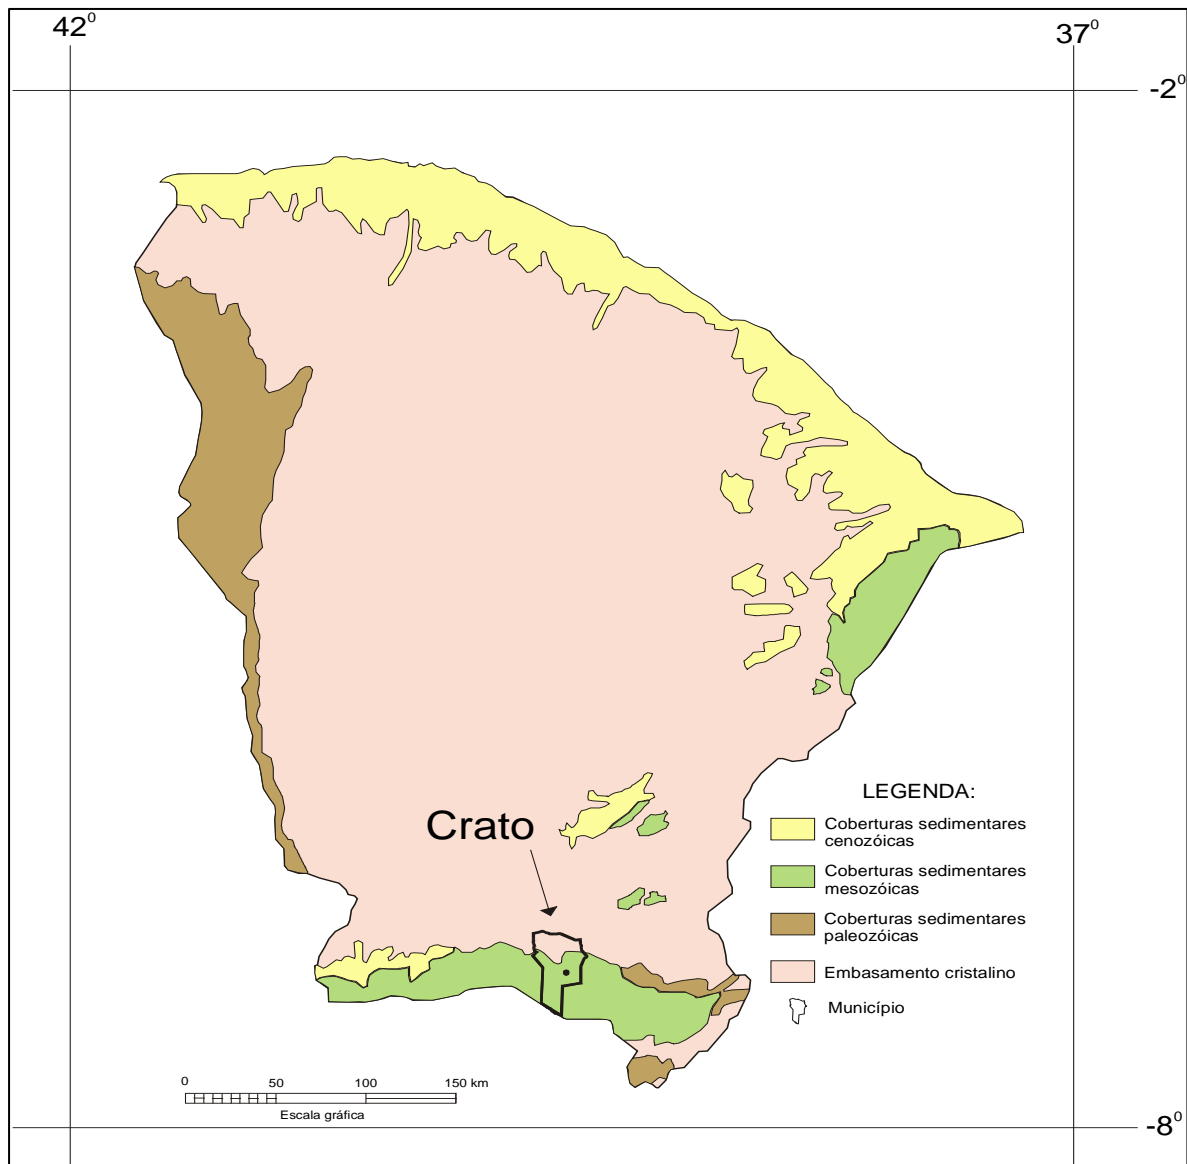 42⁰
37⁰
-2⁰
Crato
LEGENDA:
Coberturas sedimentares
cenozóicas
Coberturas sedimentares
mesozóicas
Coberturas sedimentares
paleozóicas
Embasamento cristalino
Município
0 50 100 150 km
Escala gráfica
-8⁰